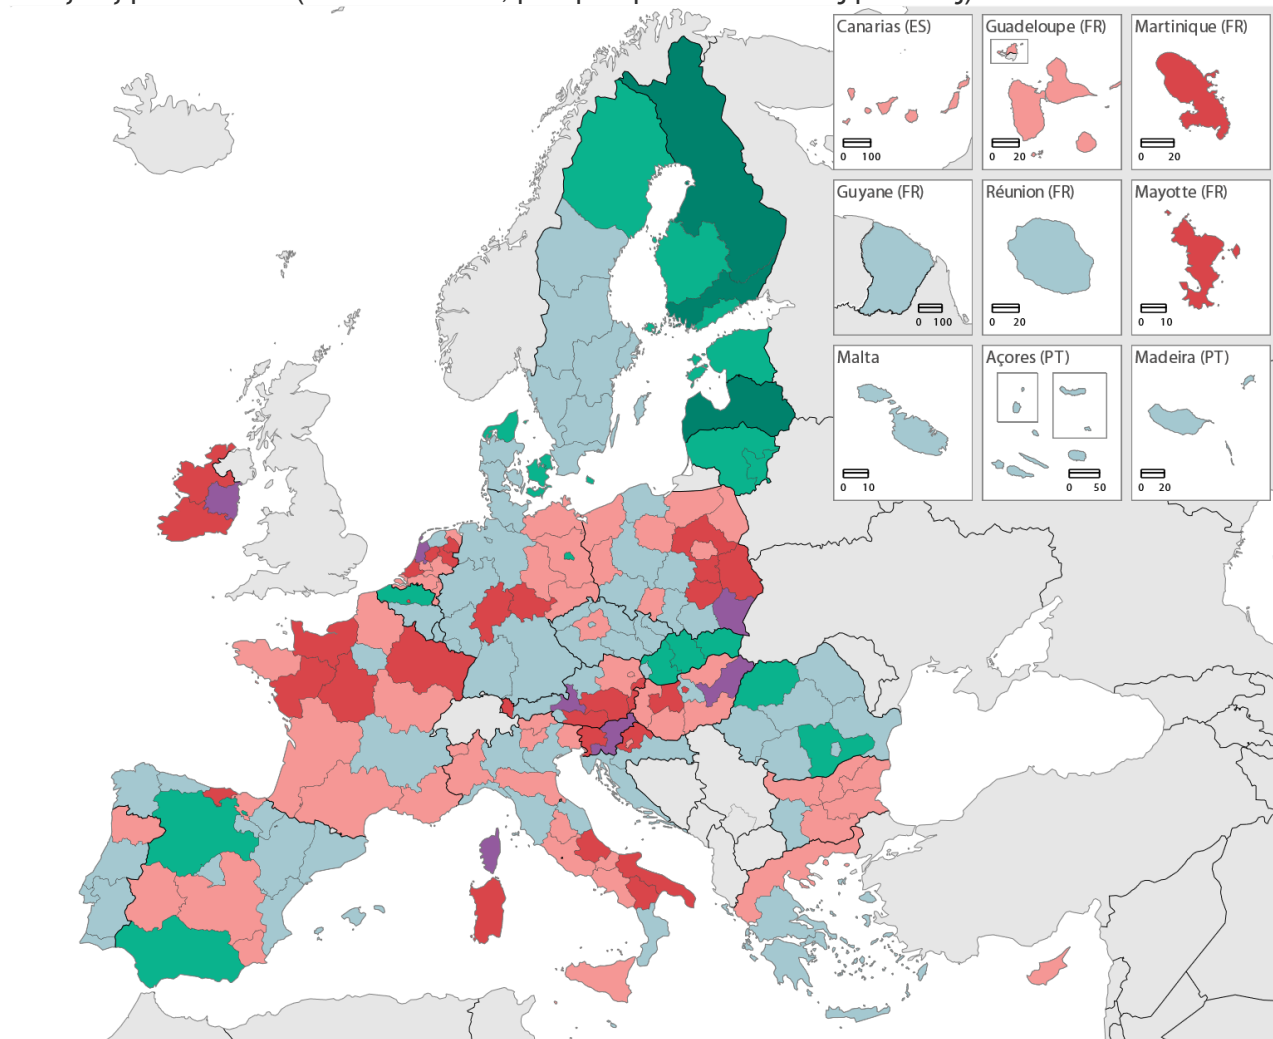 Canarias (ES)
0 100
Guadeloupe (FR)
0 20
Martinique (FR)
0 20
Guyane (FR)
0 100
Réunion (FR)
0 20
Mayotte (FR)
0 10
Malta
0 10
Açores (PT)
0 50
Madeira (PT)
0 20